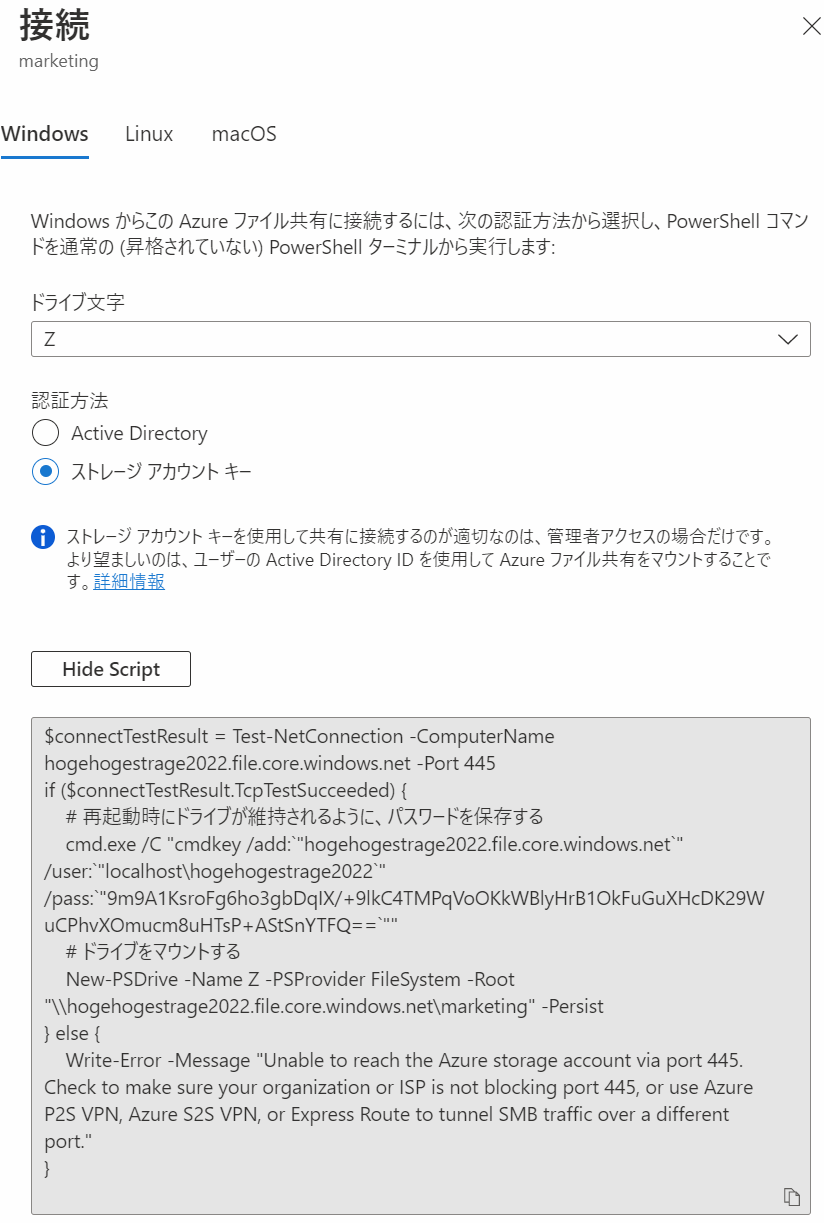 接続
marketing
Windows Linux macOS
Windows からこの Azure ファイル共有に接続するには、次の認証方法から選択し、PowerShell コマン
ドを通常の (昇格されていない) PowerShell ターミナルから実行します:
ドライブ文字
Z
認証方法
Active Directory
ストレージ アカウント キー
ストレージ アカウント キーを使用して共有に接続するのが適切なのは、管理者アクセスの場合だけです。
より望ましいのは、ユーザーの Active Directory ID を使用して Azure ファイル共有をマウントすることで
す。詳細情報
Hide Script
$connectTestResult = Test-NetConnection -ComputerName
hogehogestrage2022.file.core.windows.net -Port 445
if ($connectTestResult.TcpTestSucceeded) {
# 再起動時にドライブが維持されるように、パスワードを保存する
cmd.exe /C "cmdkey /add:`"hogehogestrage2022.file.core.windows.net`"
/user:`"localhost\hogehogestrage2022`"
/pass:`"9m9A1KsroFg6ho3gbDqIX/+9lkC4TMPqVoOKkWBlyHrB1OkFuGuXHcDK29W
uCPhvXOmucm8uHTsP+AStSnYTFQ==`""
# ドライブをマウントする
New-PSDrive -Name Z -PSProvider FileSystem -Root
"\\hogehogestrage2022.file.core.windows.net\marketing" -Persist
} else {
Write-Error -Message "Unable to reach the Azure storage account via port 445.
Check to make sure your organization or ISP is not blocking port 445, or use Azure
P2S VPN, Azure S2S VPN, or Express Route to tunnel SMB traffic over a different
port."
}